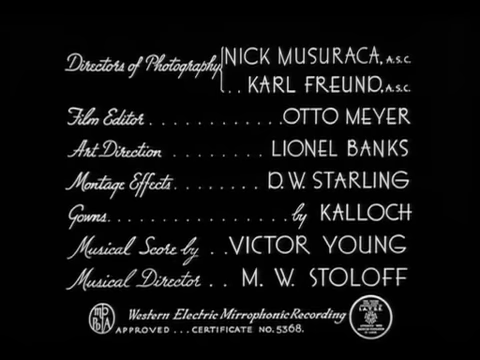 Directors of Photography NICK MUSURACA, A.S.C.
.. KARL FREUND, A.S.C.
Film Editor ............ OTTO MEYER
Art Direction ......... LIONEL BANKS
Montage Effects ......... D. W. STARLING
Gowns .................. by KALLOCH
Musical Score by .. VICTOR YOUNG
Musical Director .. M. W. STOLOFF
Western Electric Mirrophonic Recording
APPROVED ... CERTIFICATE NO. 5368.
I.A.T.S.E.